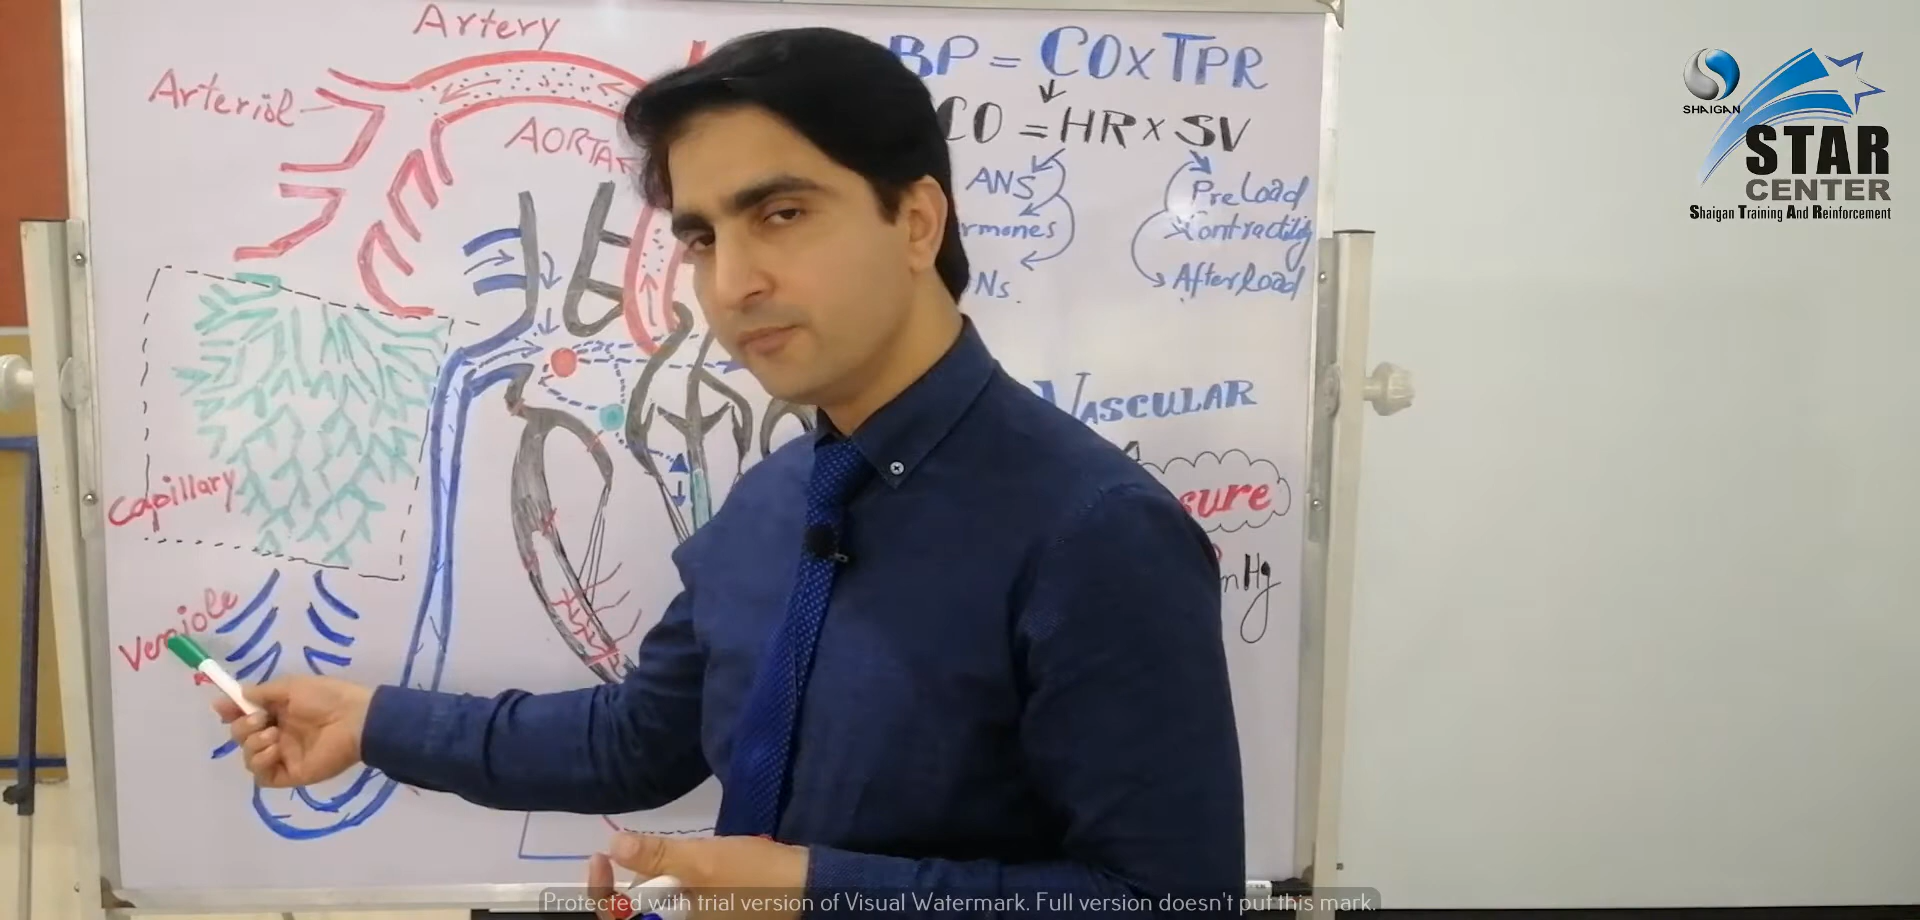 Artery
Arteriol
AORTA
BP = CO x TPR
CO = HR x SV
ANS
PreLoad
rmones
Contractility
Ns.
Afterload
VASCULAR
Capillary
sure
mHg
Veniole
SHAIGAN
STAR
CENTER
Shaigan Training And Reinforcement
Protected with trial version of Visual Watermark. Full version doesn't put this mark.